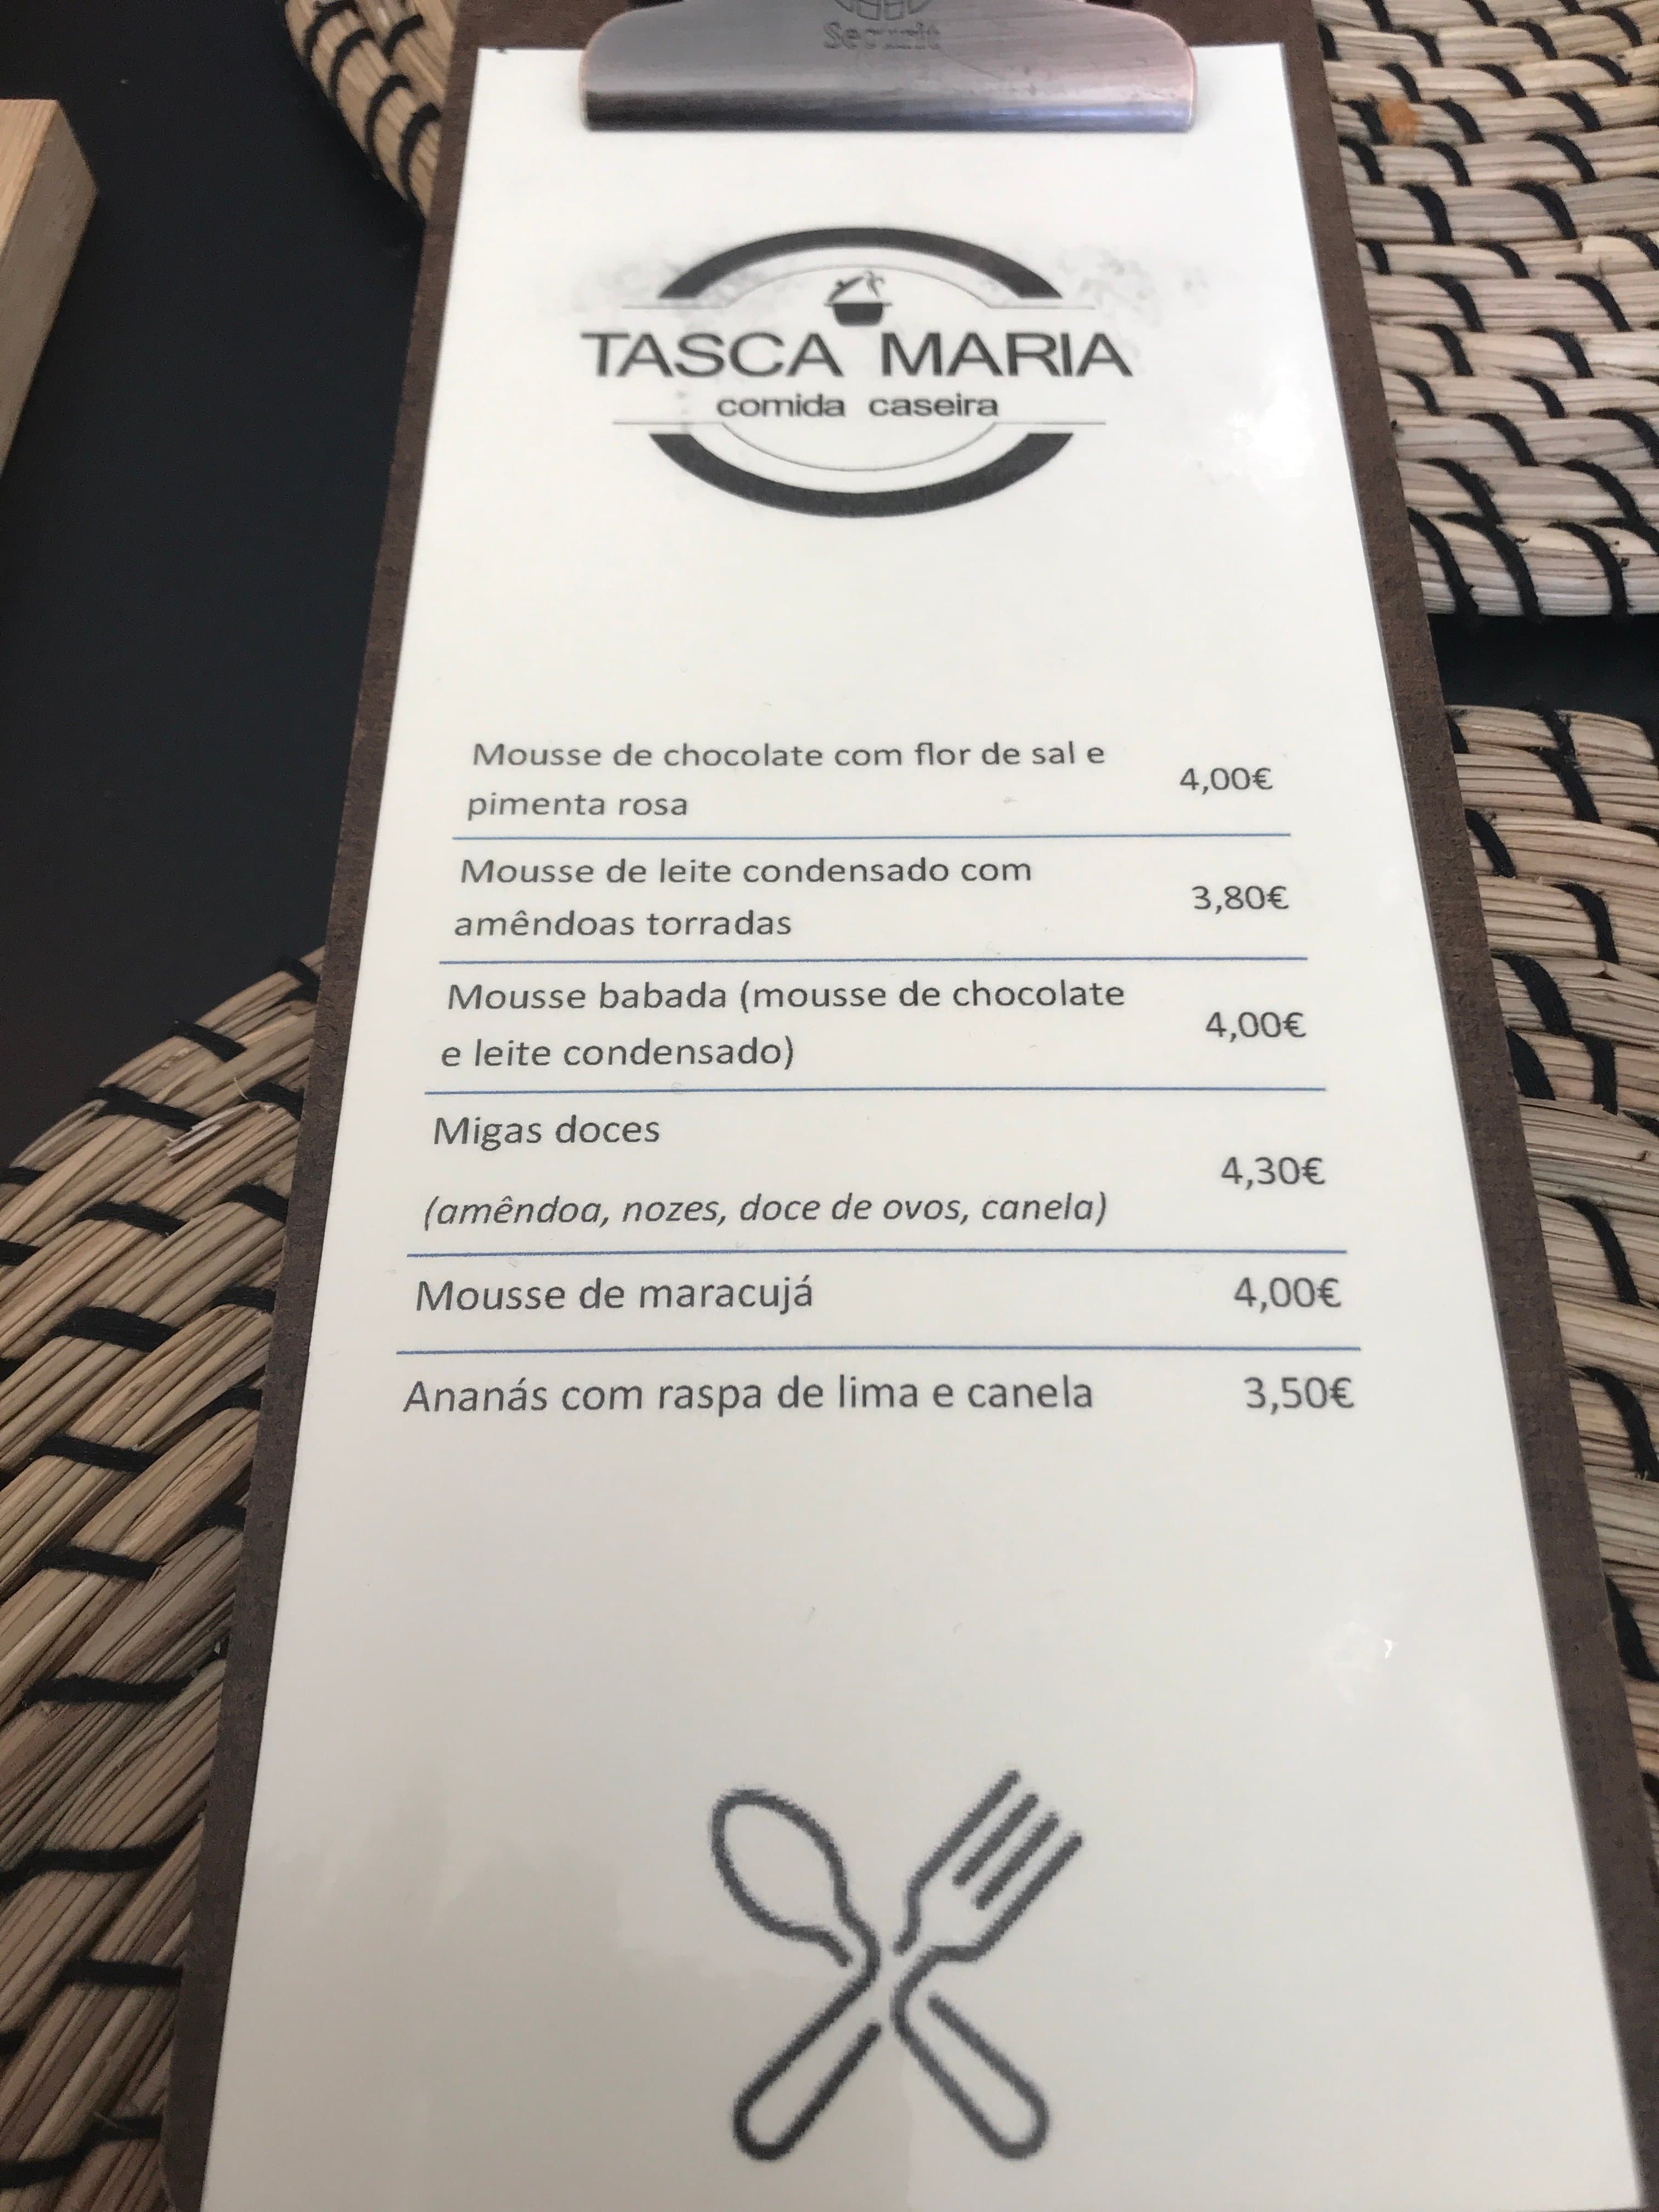 Securit
TASCA MARIA
comida caseira
Mousse de chocolate com flor de sal e
pimenta rosa
4,00€
Mousse de leite condensado com
amêndoas torradas
3,80€
Mousse babada (mousse de chocolate
e leite condensado)
4,00€
Migas doces
(amêndoa, nozes, doce de ovos, canela)
4,30€
Mousse de maracujá 4,00€
Ananás com raspa de lima e canela 3,50€